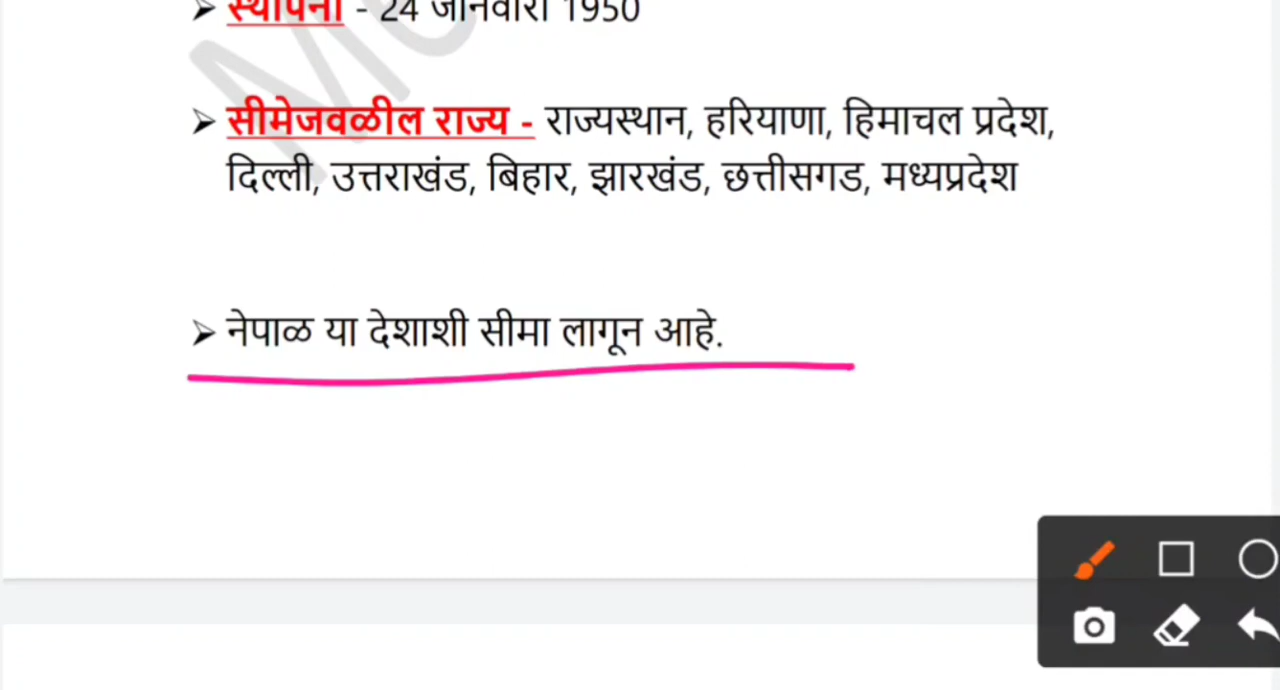 ➤ स्थापना - 24 जानेवारी 1950
➤ सीमेजवळील राज्य - राज्यस्थान, हरियाणा, हिमाचल प्रदेश,
दिल्ली, उत्तराखंड, बिहार, झारखंड, छत्तीसगड, मध्यप्रदेश
➤ नेपाळ या देशाशी सीमा लागून आहे.